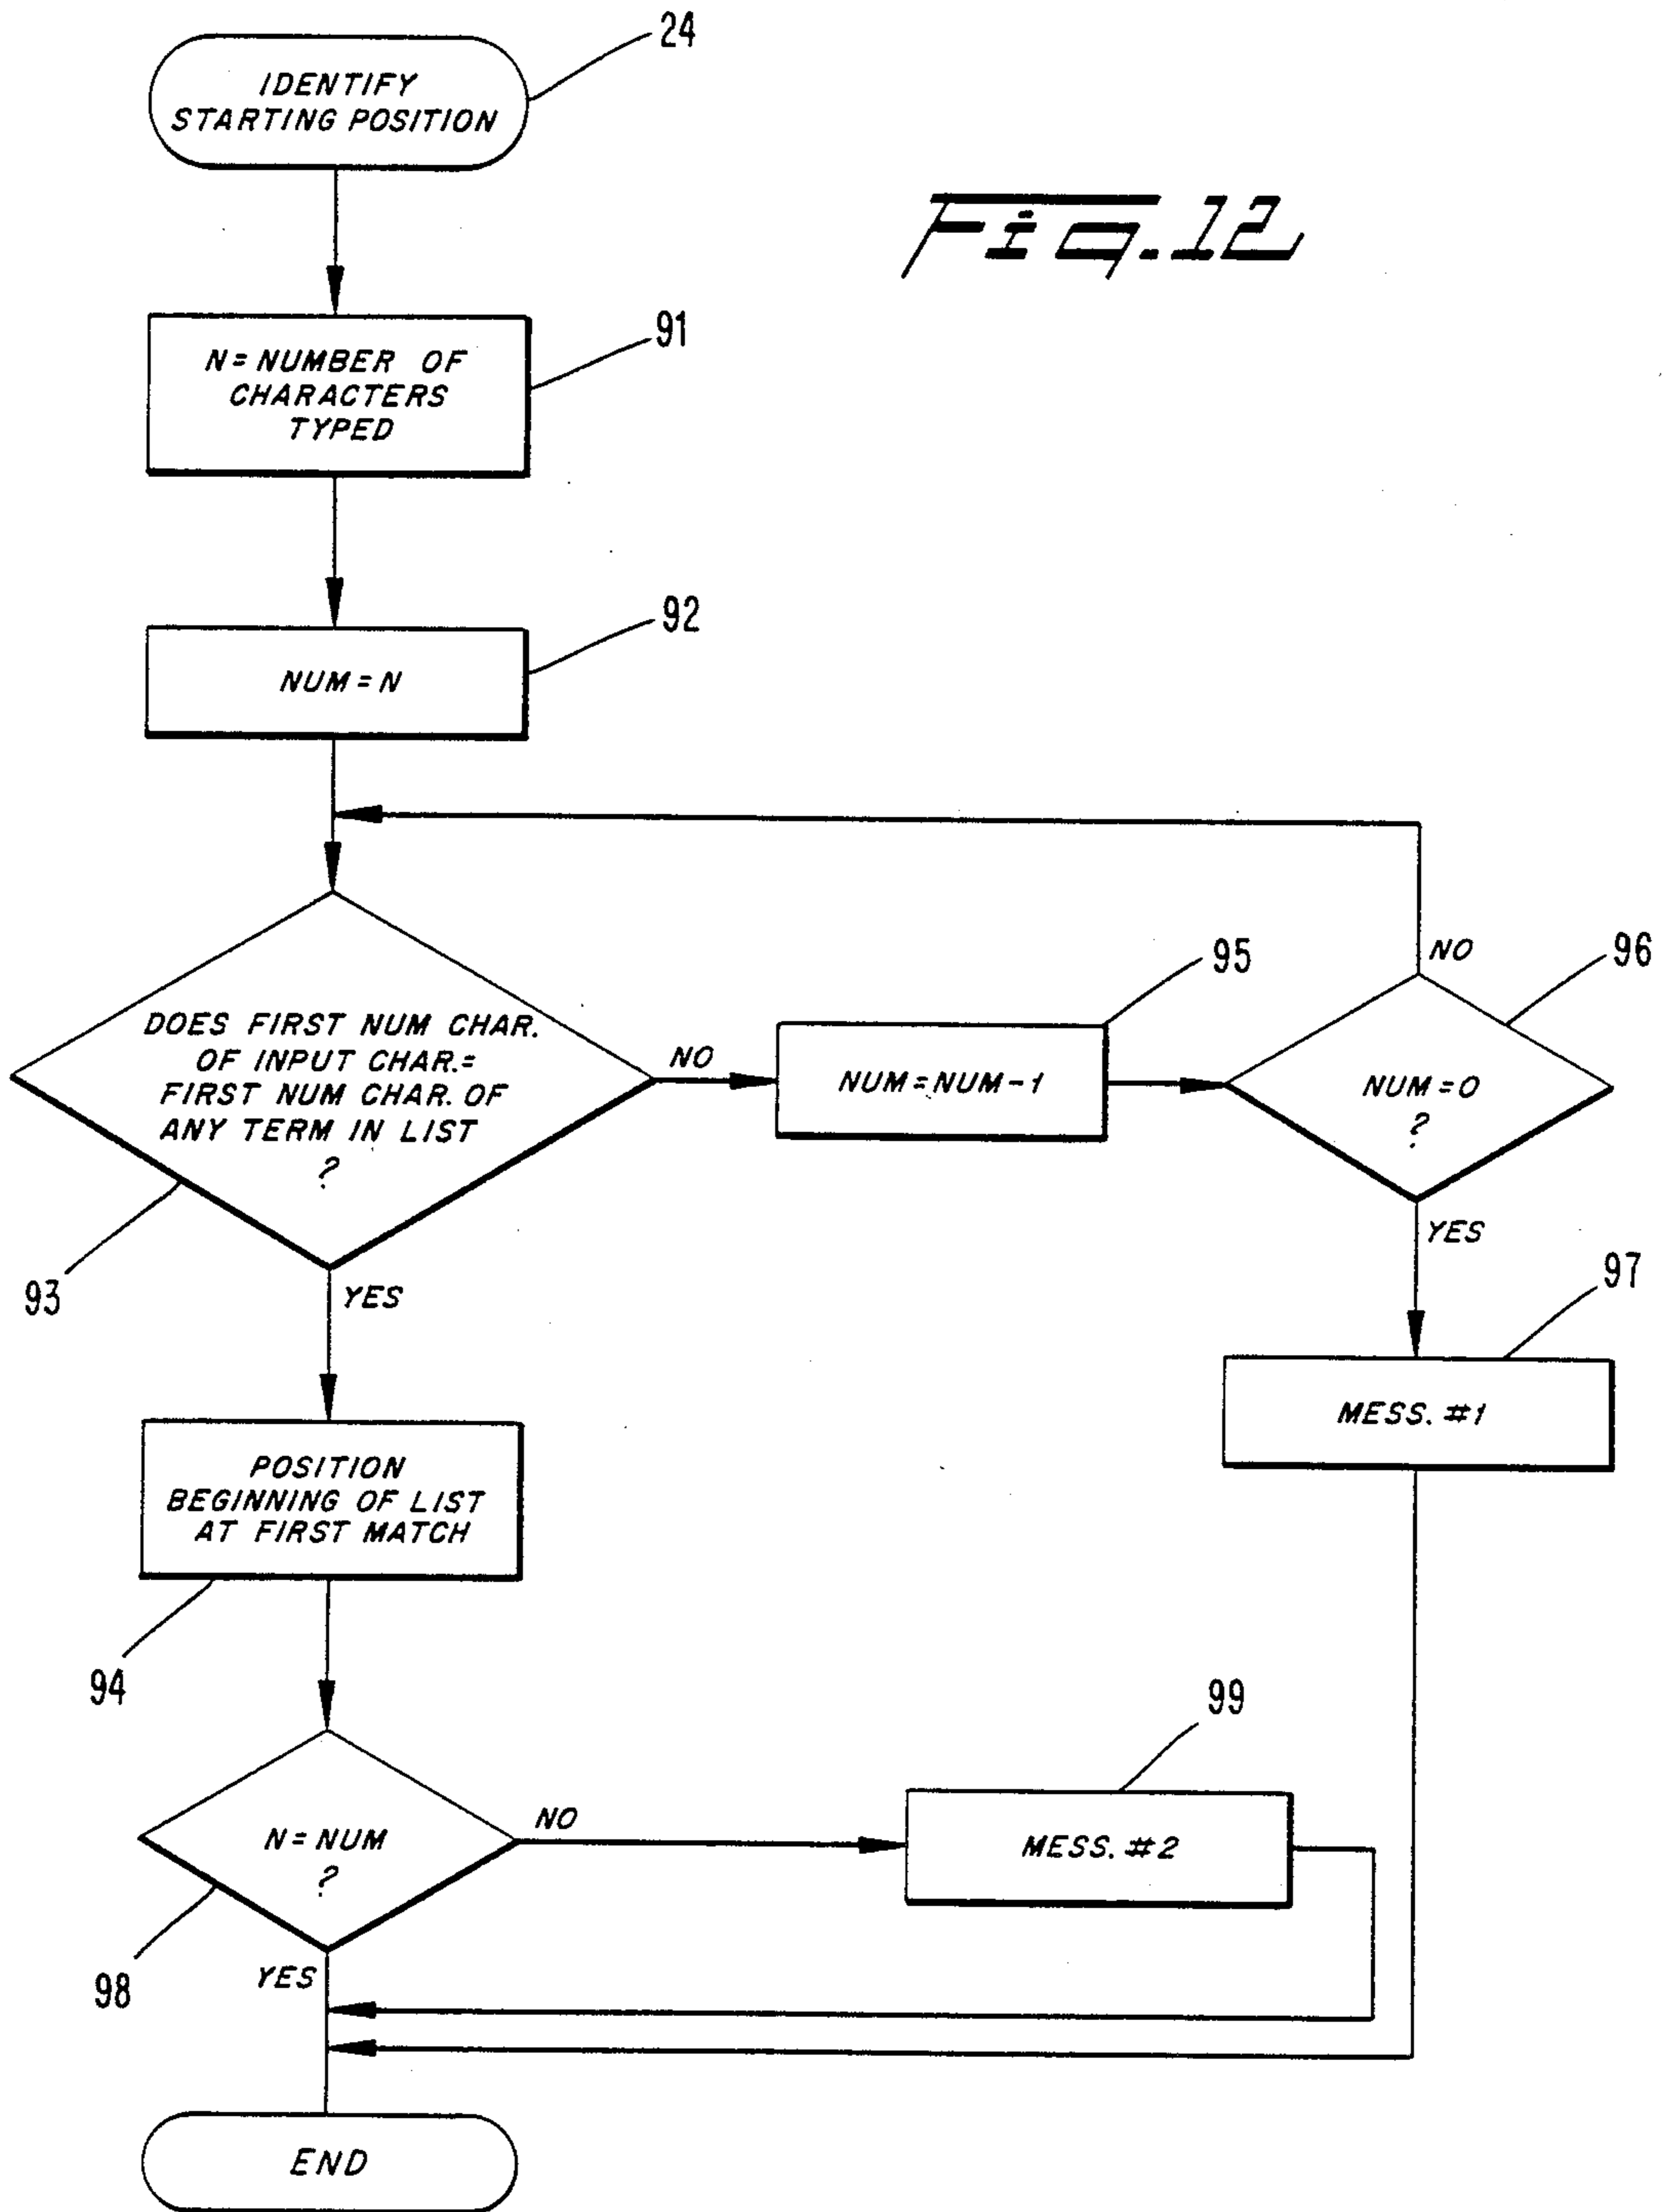 24
IDENTIFY
STARTING POSITION
Fig. 12
91
N = NUMBER OF
CHARACTERS
TYPED
92
NUM = N
NO
96
95
DOES FIRST NUM CHAR.
OF INPUT CHAR. =
FIRST NUM CHAR. OF
ANY TERM IN LIST
?
NO
NUM = NUM - 1
NUM = 0
?
93
YES
YES
97
MESS. #1
POSITION
BEGINNING OF LIST
AT FIRST MATCH
94
99
N = NUM
?
NO
MESS. #2
98
YES
END